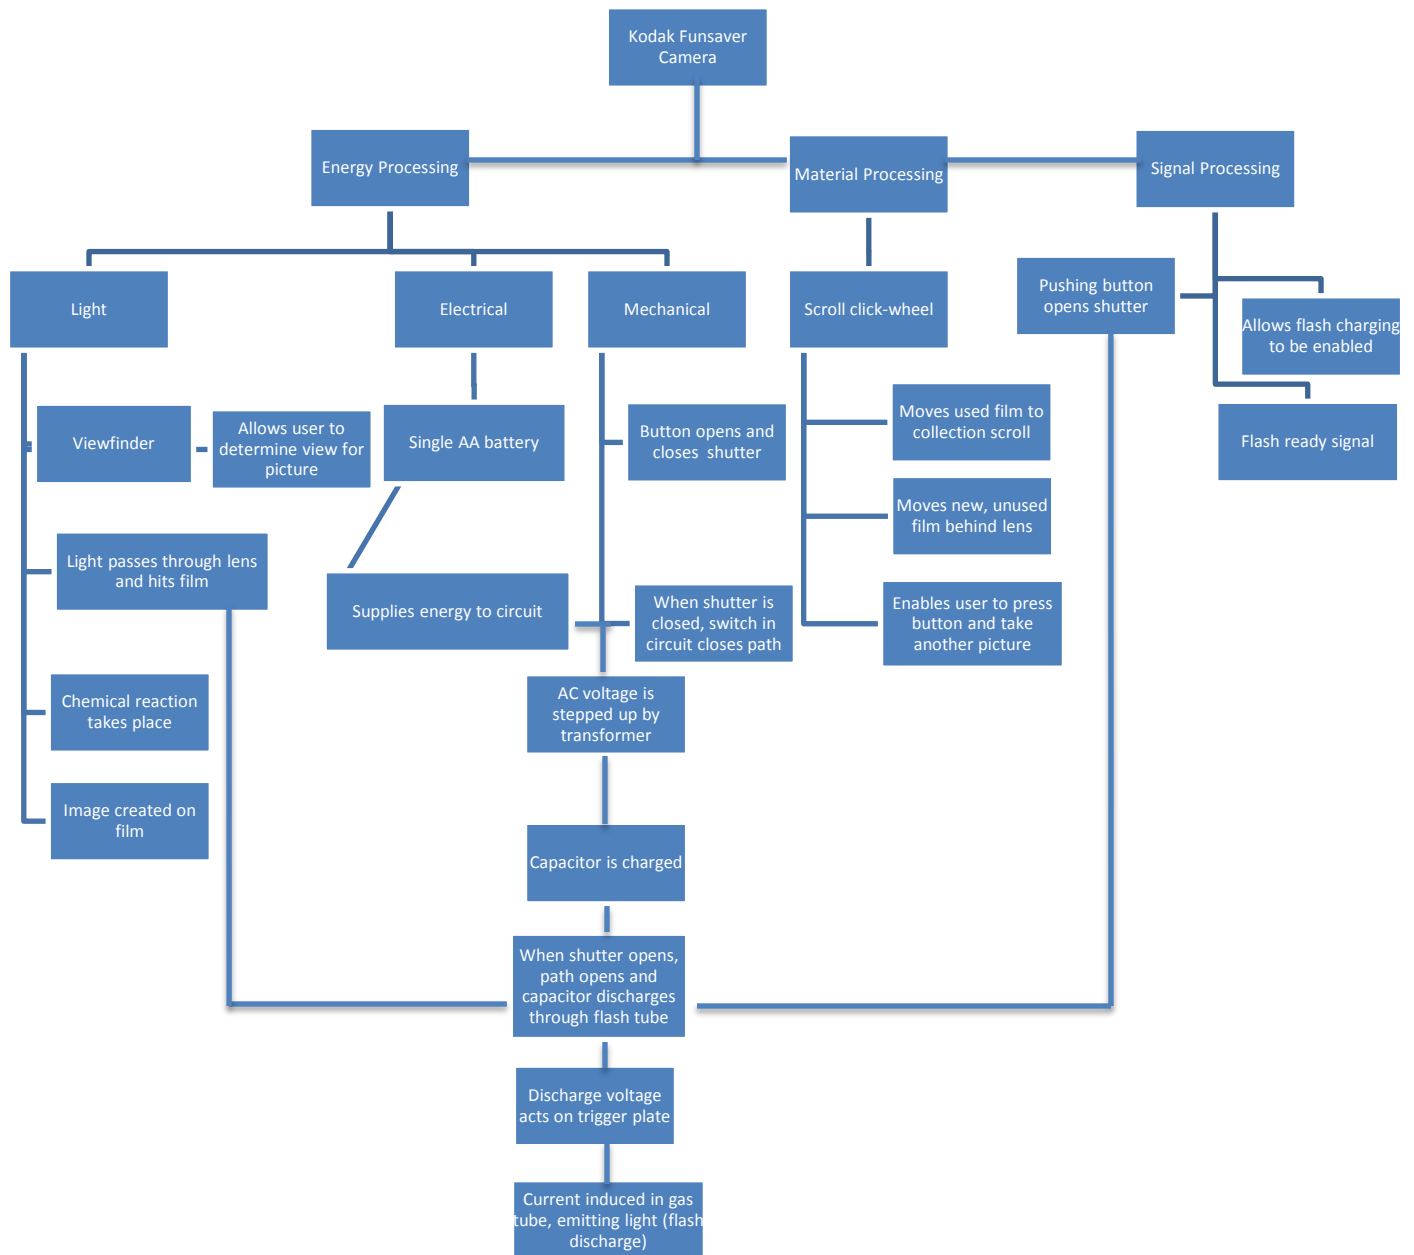 Kodak Funsaver
Camera
Energy Processing
Material Processing
Signal Processing
Light
Electrical
Mechanical
Scroll click-wheel
Pushing button
opens shutter
Allows flash charging
to be enabled
Viewfinder
Allows user to
determine view for
picture
Single AA battery
Button opens and
closes shutter
Moves used film to
collection scroll
Flash ready signal
Moves new, unused
film behind lens
Light passes through lens
and hits film
Supplies energy to circuit
When shutter is
closed, switch in
circuit closes path
Enables user to press
button and take
another picture
Chemical reaction
takes place
AC voltage is
stepped up by
transformer
Image created on
film
Capacitor is charged
When shutter opens,
path opens and
capacitor discharges
through flash tube
Discharge voltage
acts on trigger plate
Current induced in gas
tube, emitting light (flash
discharge)